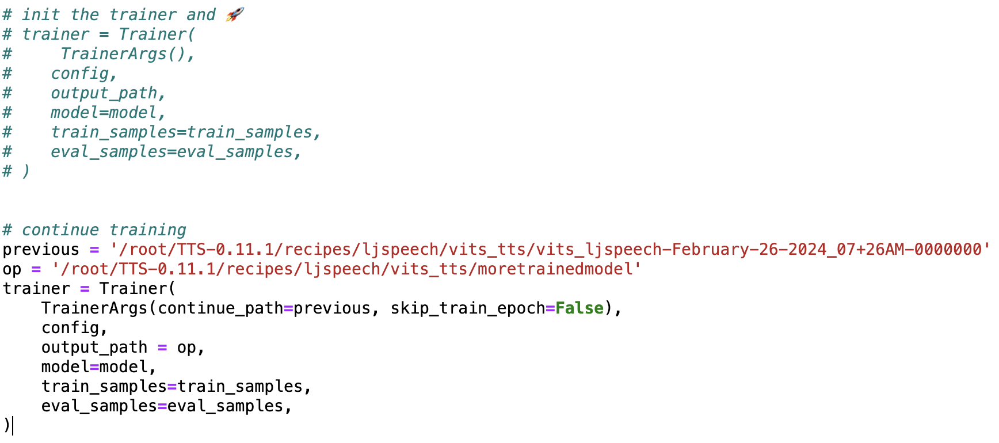 # init the trainer and 🚀
# trainer = Trainer(
#     TrainerArgs(),
#    config,
#    output_path,
#    model=model,
#    train_samples=train_samples,
#    eval_samples=eval_samples,
# )
# continue training
previous = '/root/TTS-0.11.1/recipes/ljspeech/vits_tts/vits_ljspeech-February-26-2024_07+26AM-0000000'
op = '/root/TTS-0.11.1/recipes/ljspeech/vits_tts/moretrainedmodel'
trainer = Trainer(
    TrainerArgs(continue_path=previous, skip_train_epoch=False),
    config,
    output_path = op,
    model=model,
    train_samples=train_samples,
    eval_samples=eval_samples,
)